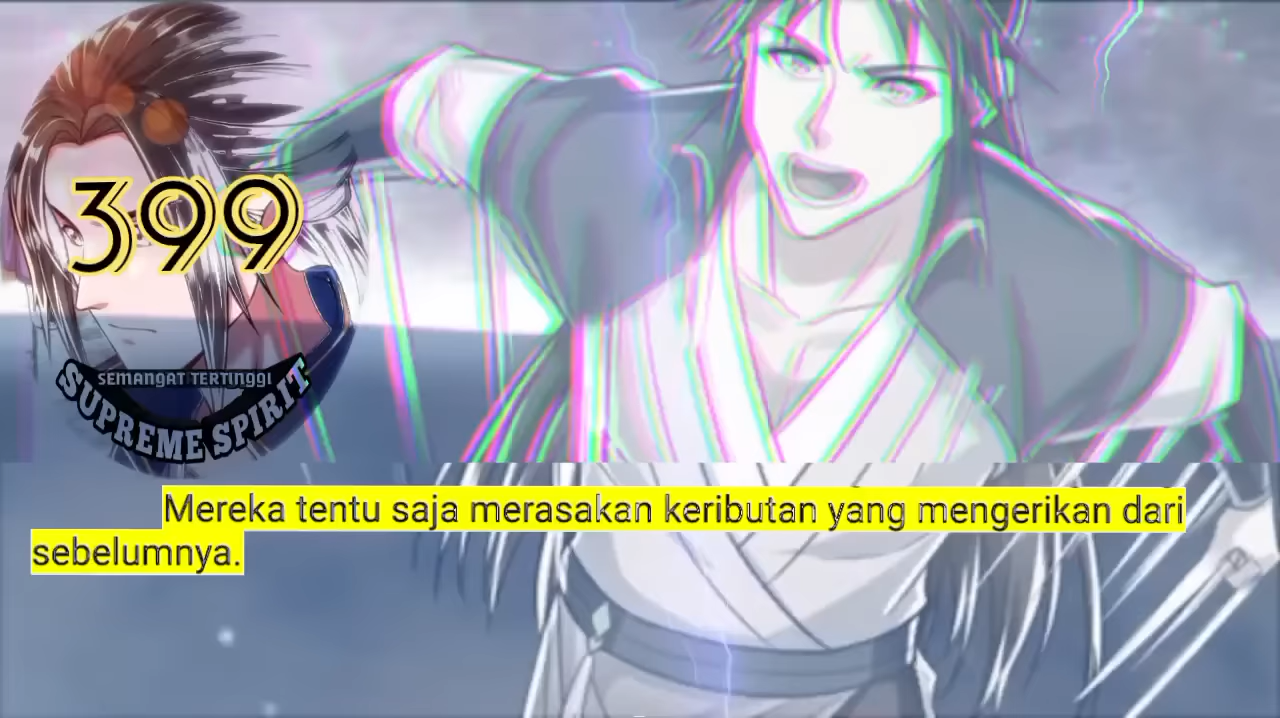 399
SEMANGAT TERTINGGI
SUPREME SPIRIT
Mereka tentu saja merasakan keributan yang mengerikan dari
sebelumnya.